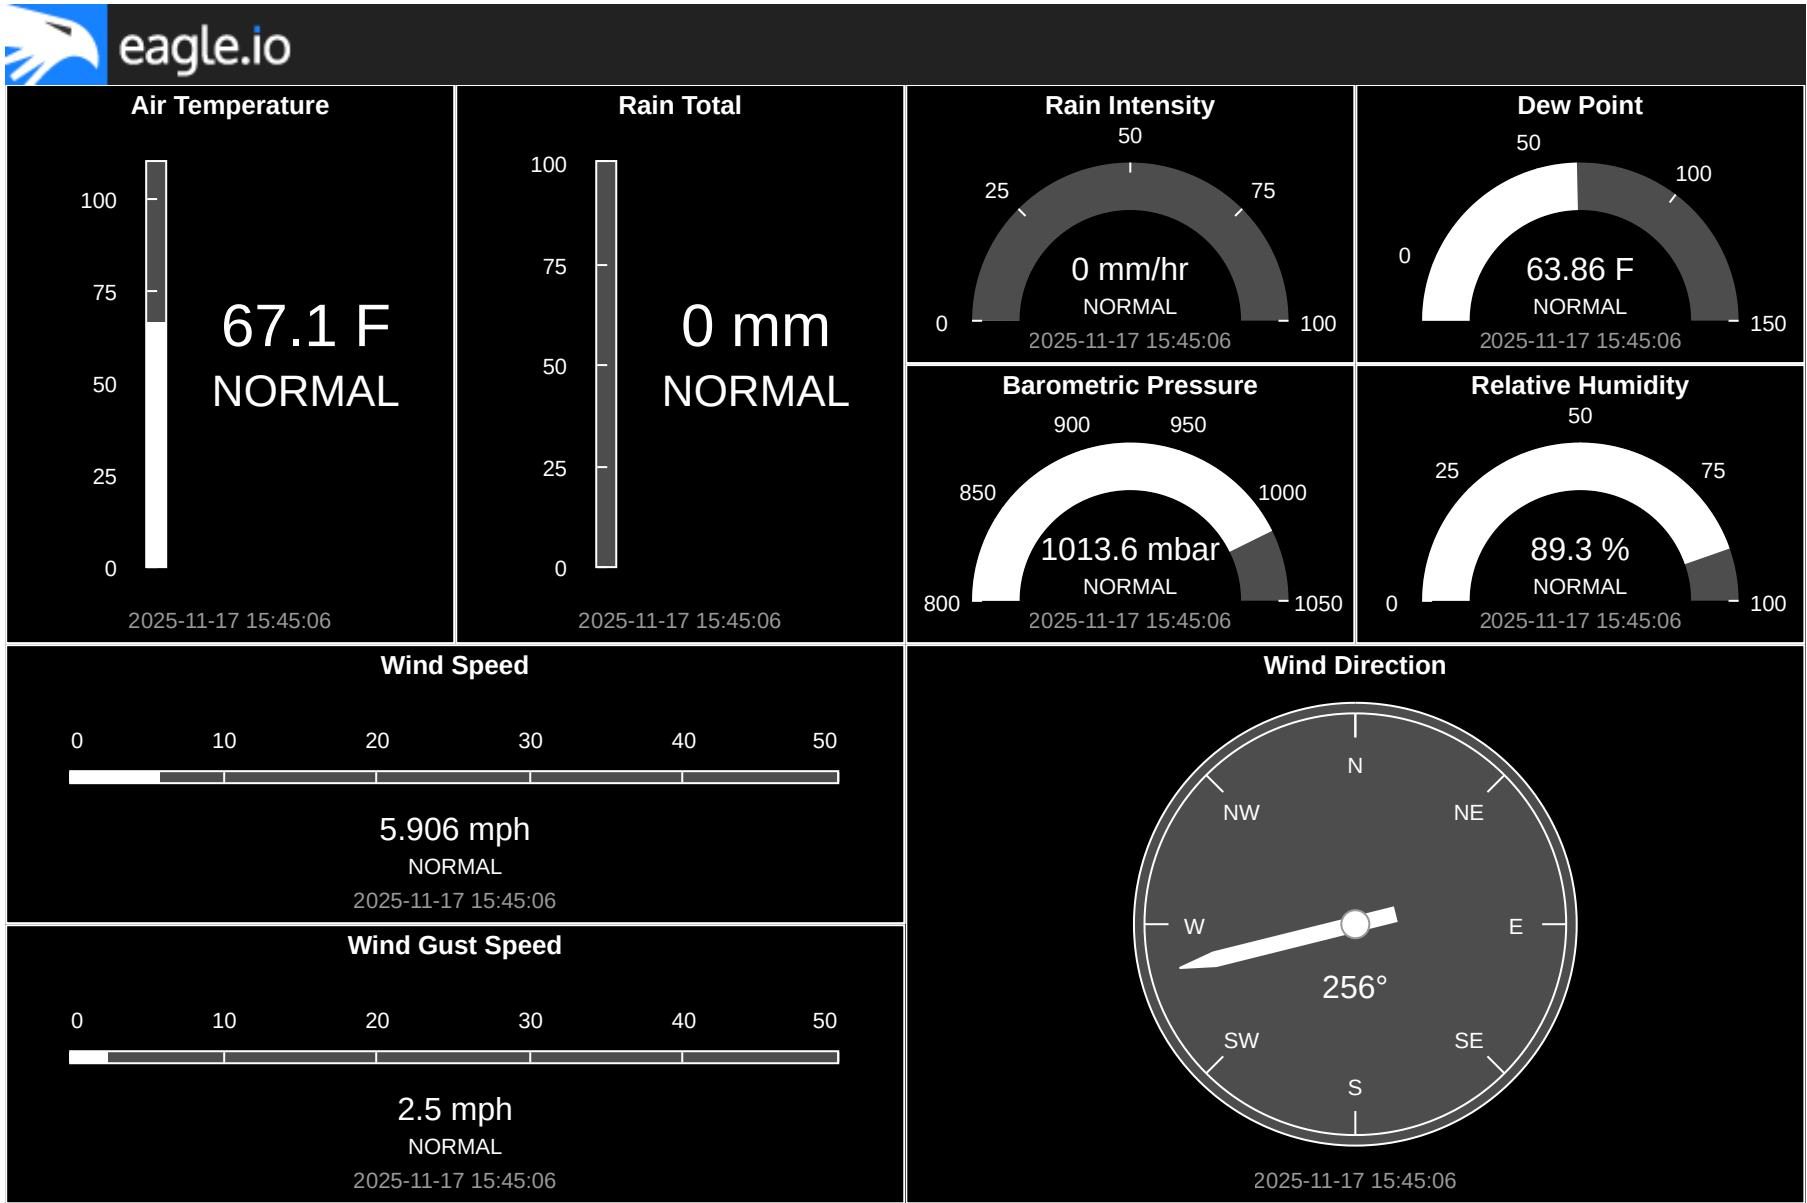 eagle.io
Air Temperature
100
75
50
25
0
67.1 F
NORMAL
2025-11-17 15:45:06
Rain Total
100
75
50
25
0
0 mm
NORMAL
2025-11-17 15:45:06
Rain Intensity
50
25
75
0
100
0 mm/hr
NORMAL
2025-11-17 15:45:06
Dew Point
50
100
0
150
63.86 F
NORMAL
2025-11-17 15:45:06
Barometric Pressure
900
950
850
1000
800
1050
1013.6 mbar
NORMAL
2025-11-17 15:45:06
Relative Humidity
50
25
75
0
100
89.3 %
NORMAL
2025-11-17 15:45:06
Wind Speed
0 10 20 30 40 50
5.906 mph
NORMAL
2025-11-17 15:45:06
Wind Gust Speed
0 10 20 30 40 50
2.5 mph
NORMAL
2025-11-17 15:45:06
Wind Direction
N
NW
NE
W
E
256°
SW
SE
S
2025-11-17 15:45:06